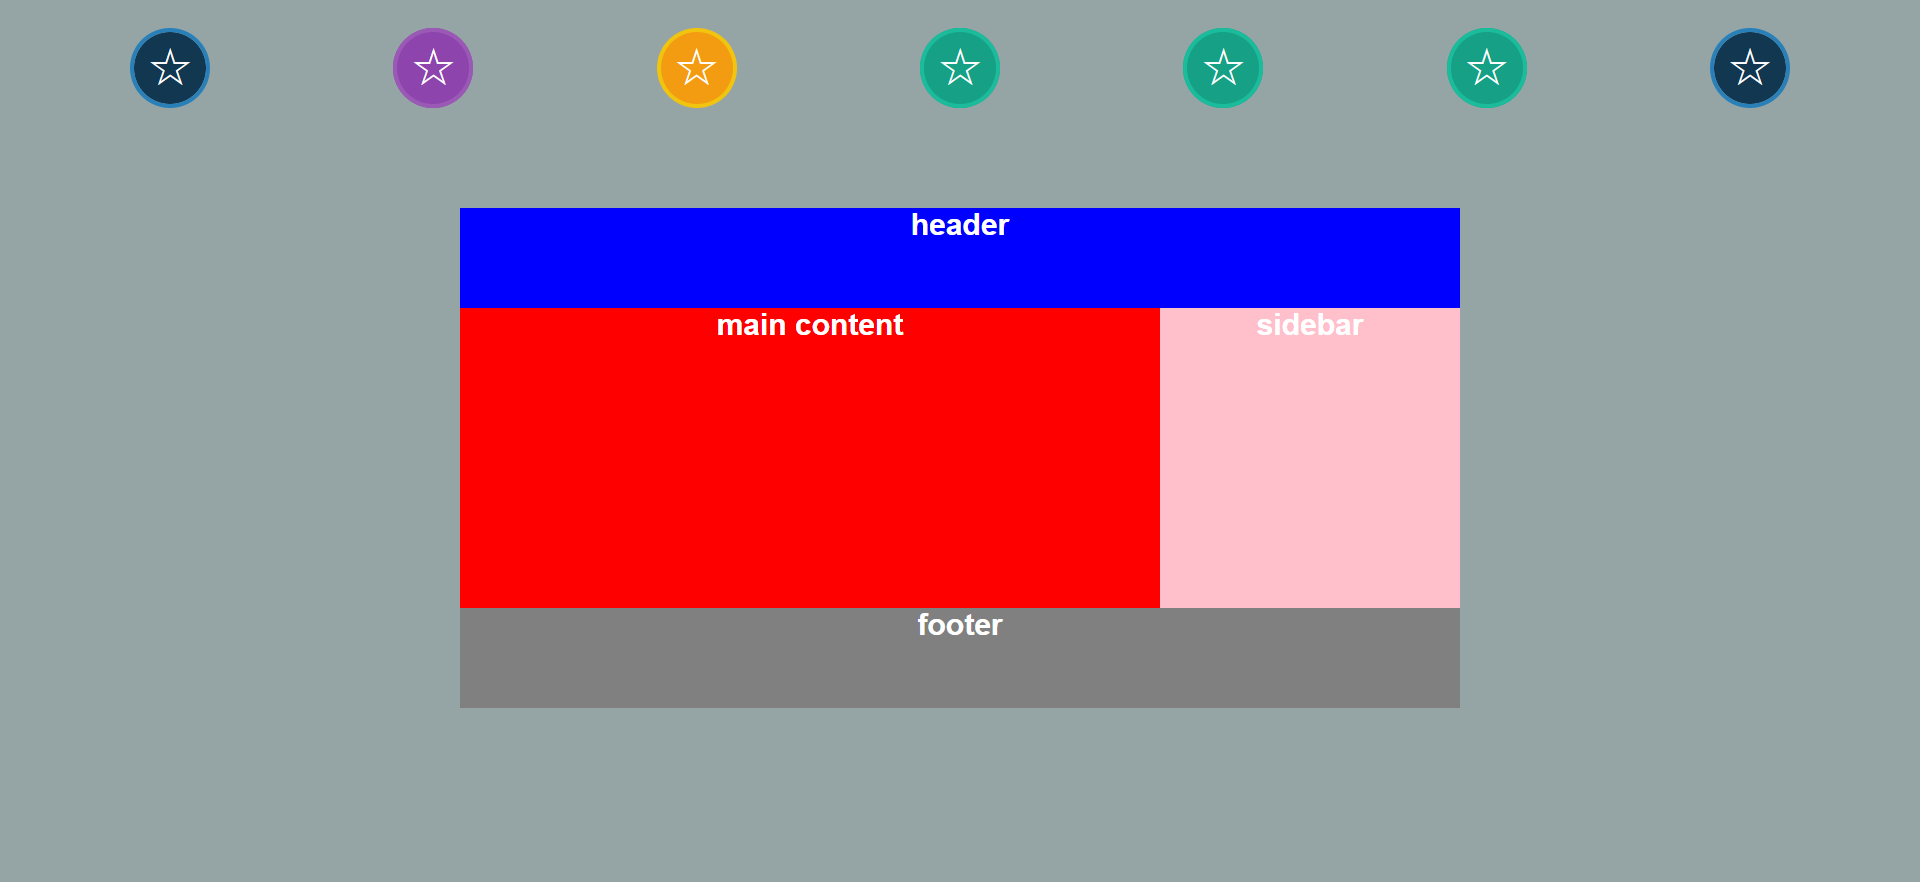 header
main content
sidebar
footer